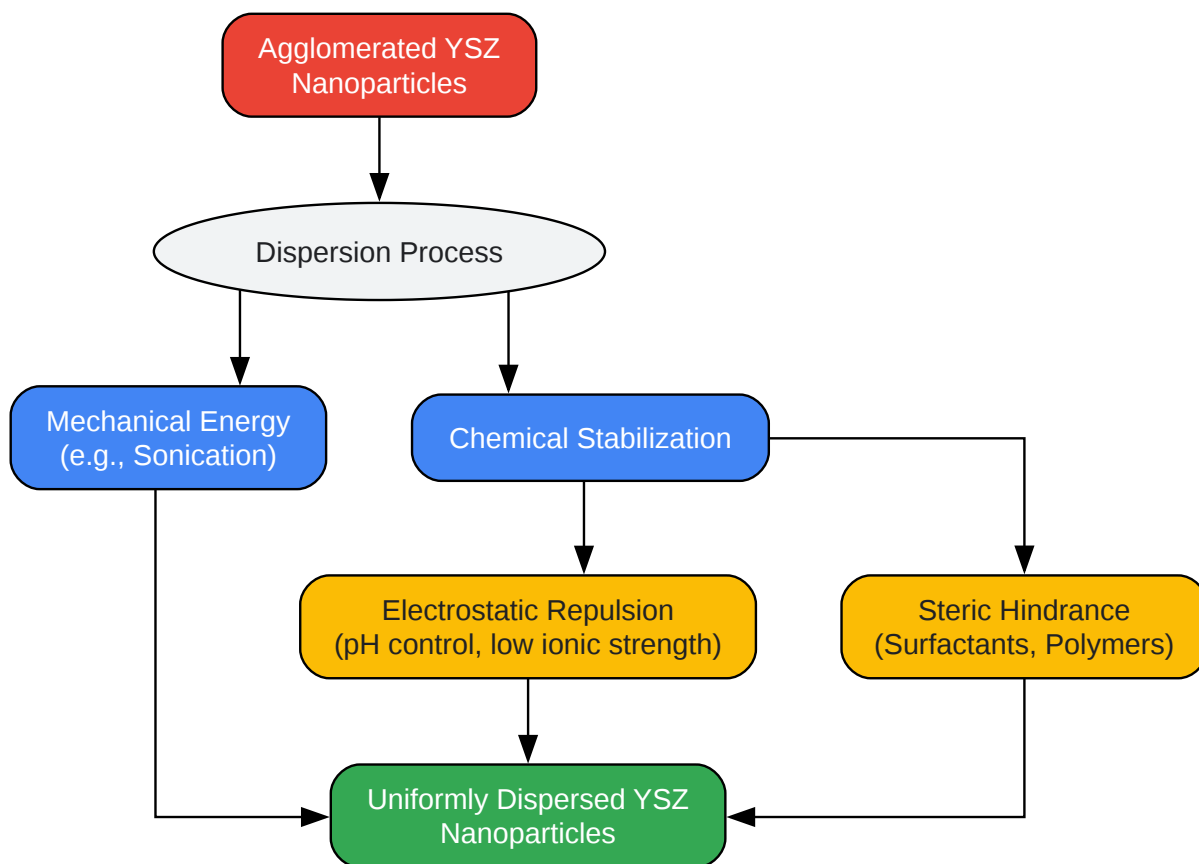 Agglomerated YSZ
Nanoparticles
Dispersion Process
Mechanical Energy
(e.g., Sonication)
Chemical Stabilization
Electrostatic Repulsion
(pH control, low ionic strength)
Steric Hindrance
(Surfactants, Polymers)
Uniformly Dispersed YSZ
Nanoparticles